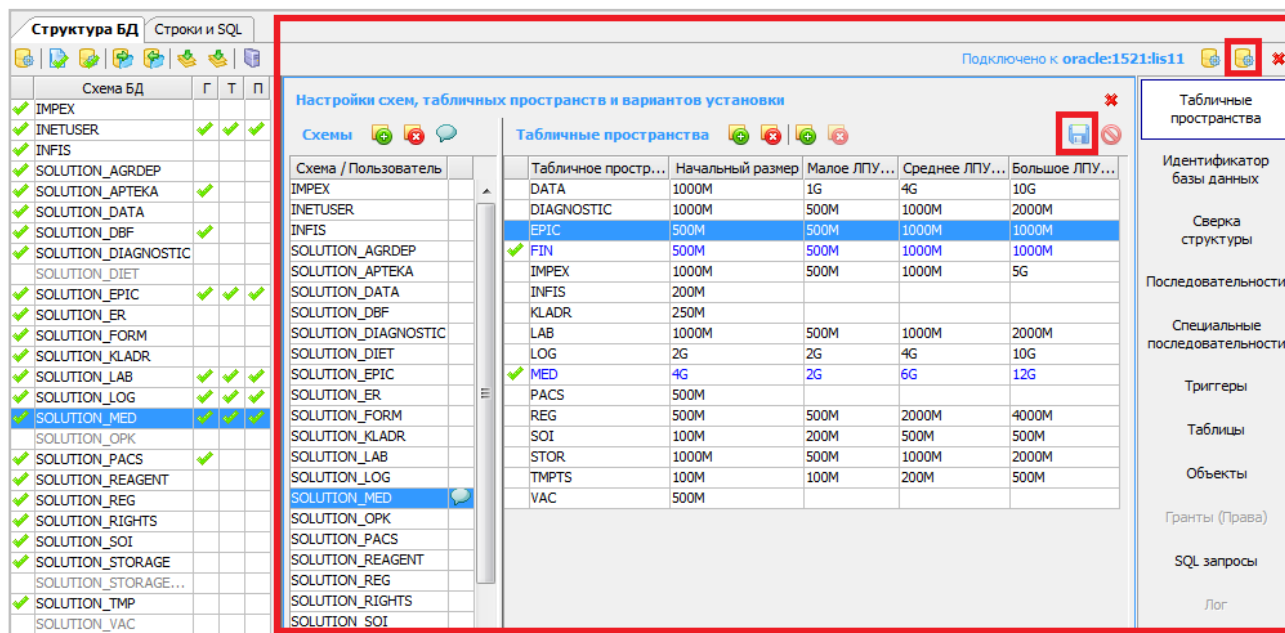 Структура БД Строки и SQL
Подключено к oracle:1521:lis11
Схема БД Г Т П
IMPEX
INETUSER
INFIS
SOLUTION_AGRDEP
SOLUTION_APTEKA
SOLUTION_DATA
SOLUTION_DBF
SOLUTION_DIAGNOSTIC
SOLUTION_DIET
SOLUTION_EPIC
SOLUTION_ER
SOLUTION_FORM
SOLUTION_KLADR
SOLUTION_LAB
SOLUTION_LOG
SOLUTION_MED
SOLUTION_OPK
SOLUTION_PACS
SOLUTION_REAGENT
SOLUTION_REG
SOLUTION_RIGHTS
SOLUTION_SOI
SOLUTION_STORAGE
SOLUTION_STORAGE...
SOLUTION_TMP
SOLUTION_VAC
Настройки схем, табличных пространств и вариантов установки
Схемы
Схема / Пользователь
IMPEX
INETUSER
INFIS
SOLUTION_AGRDEP
SOLUTION_APTEKA
SOLUTION_DATA
SOLUTION_DBF
SOLUTION_DIAGNOSTIC
SOLUTION_DIET
SOLUTION_EPIC
SOLUTION_ER
SOLUTION_FORM
SOLUTION_KLADR
SOLUTION_LAB
SOLUTION_LOG
SOLUTION_MED
SOLUTION_OPK
SOLUTION_PACS
SOLUTION_REAGENT
SOLUTION_REG
SOLUTION_RIGHTS
SOLUTION_SOI
Табличные пространства
Табличное простр... Начальный размер Малое ЛПУ... Среднее ЛПУ... Большое ЛПУ...
DATA 1000M 1G 4G 10G
DIAGNOSTIC 1000M 500M 1000M 2000M
EPIC 500M 500M 1000M 1000M
FIN 500M 500M 1000M 1000M
IMPEX 1000M 500M 1000M 5G
INFIS 200M
KLADR 250M
LAB 1000M 500M 1000M 2000M
LOG 2G 2G 4G 10G
MED 4G 2G 6G 12G
PACS 500M
REG 500M 500M 2000M 4000M
SOI 100M 200M 500M 500M
STOR 1000M 500M 1000M 2000M
TMPTS 100M 100M 200M 500M
VAC 500M
Табличные
пространства
Идентификатор
базы данных
Сверка
структуры
Последовательности
Специальные
последовательности
Триггеры
Таблицы
Объекты
Гранты (Права)
SQL запросы
Лог